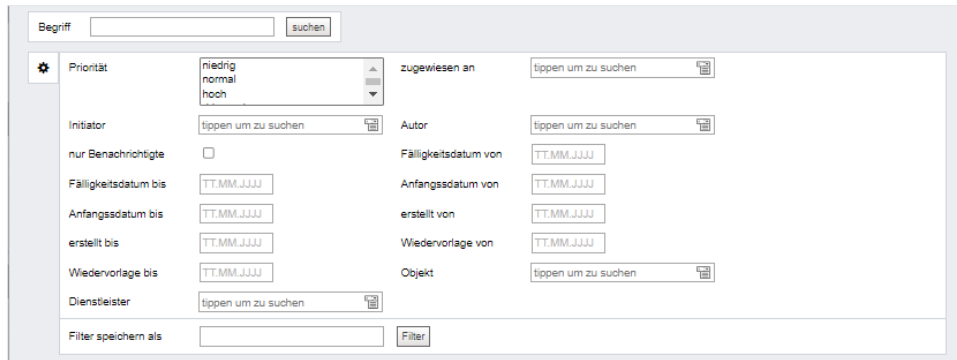 Begriff suchen
Priorität niedrig normal hoch zugewiesen an tippen um zu suchen
Initiator tippen um zu suchen Autor tippen um zu suchen
nur Benachrichtigte Fälligkeitsdatum von TT.MM.JJJJ
Fälligkeitsdatum bis TT.MM.JJJJ Anfangssdatum von TT.MM.JJJJ
Anfangssdatum bis TT.MM.JJJJ erstellt von TT.MM.JJJJ
erstellt bis TT.MM.JJJJ Wiedervorlage von TT.MM.JJJJ
Wiedervorlage bis TT.MM.JJJJ Objekt tippen um zu suchen
Dienstleister tippen um zu suchen
Filter speichern als Filter